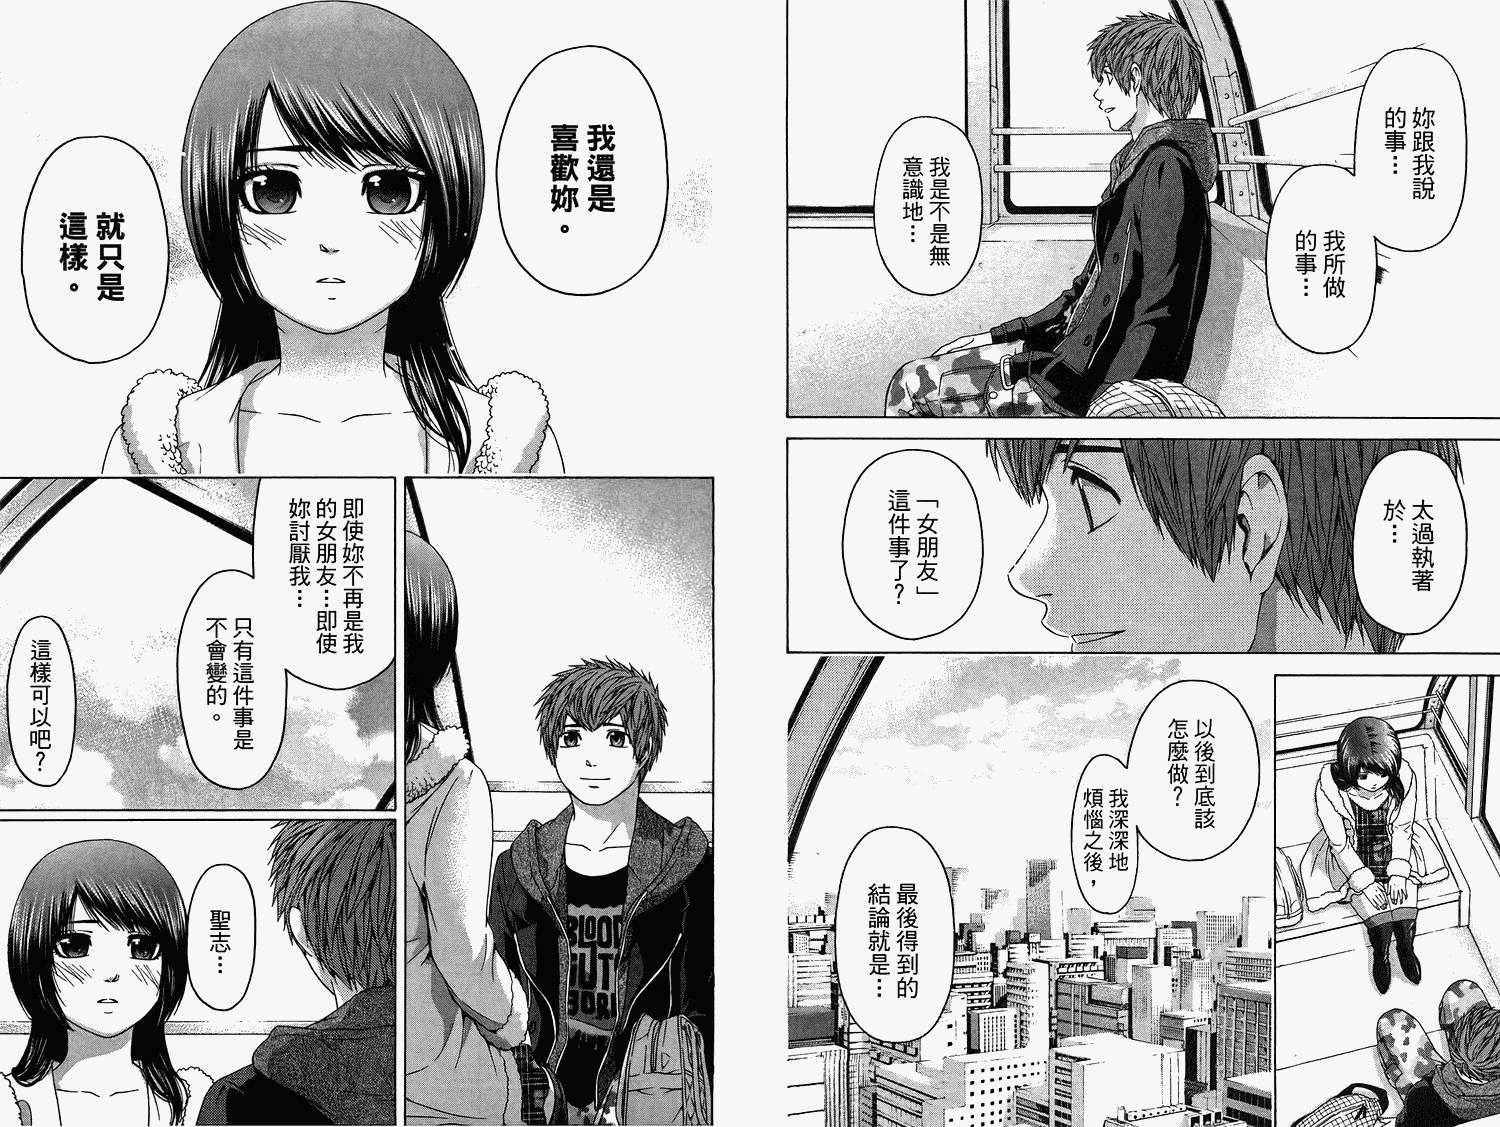 妳跟我說
的事…
我所做
的事…
我是不是無
意識地…
太過執著
於…
「女朋友」
這件事了?
以後到底該
怎麼做?
我深深地
煩惱之後，
最後得到的
結論就是…
我還是
喜歡妳。
就只是
這樣。
即使妳不再是我
的女朋友…即使
妳討厭我…
只有這件事是
不會變的。
這樣可以吧?
BLOOD
GUT
聖志…